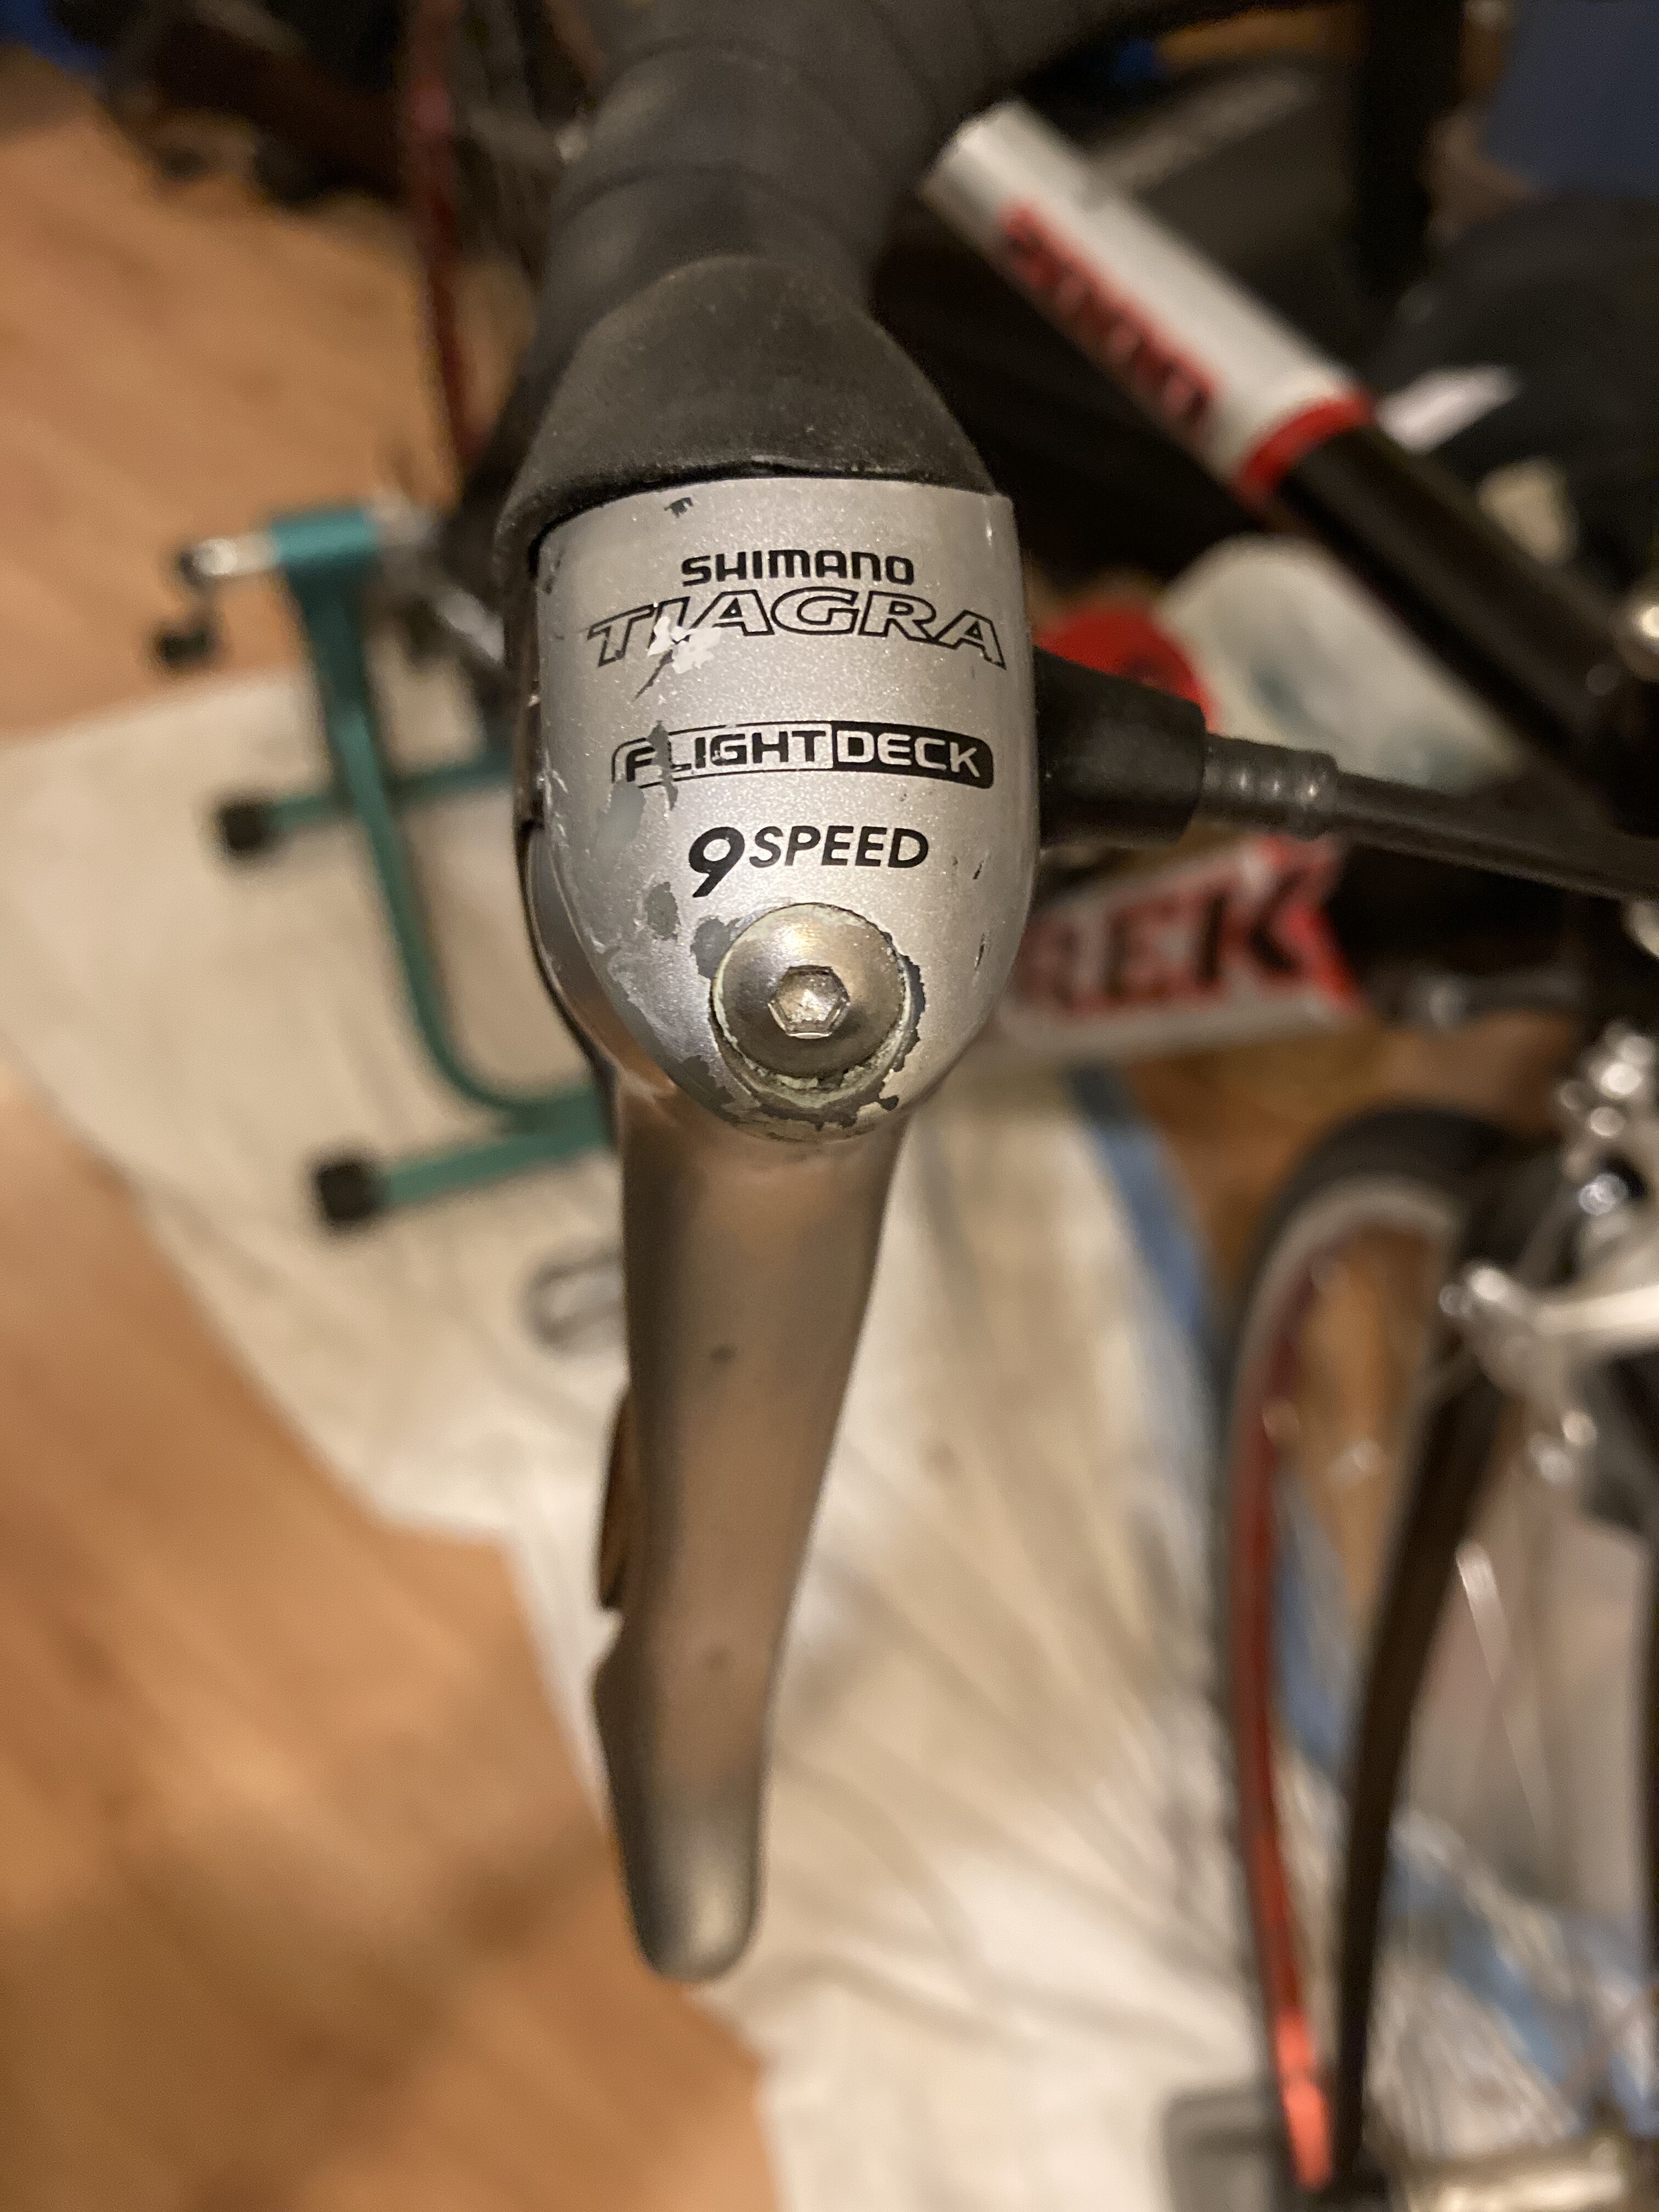 SHIMANO
TIAGRA
FLIGHT DECK
9 SPEED